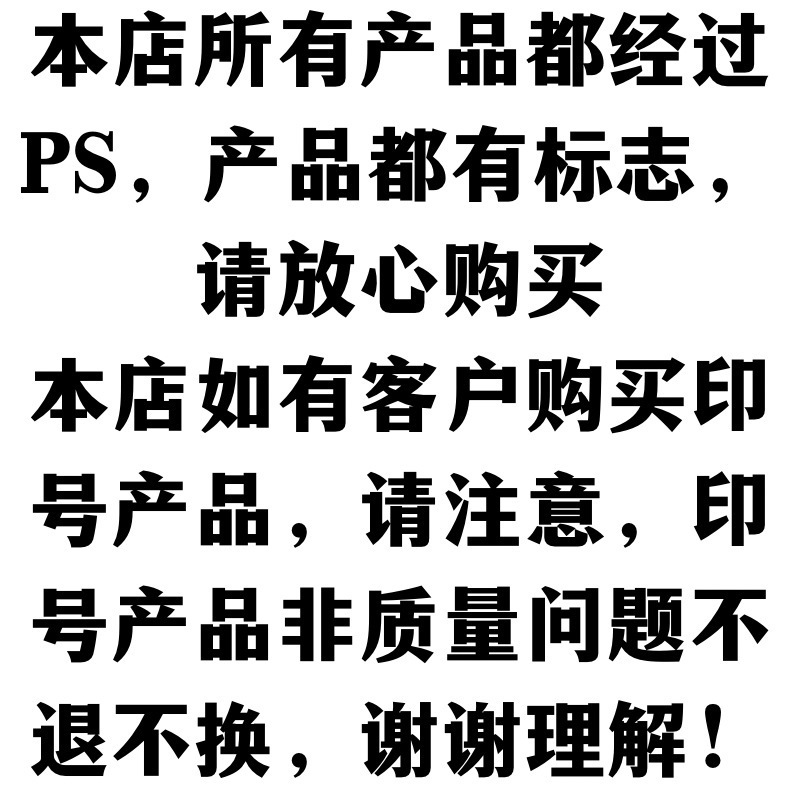 本店所有产品都经过
PS，产品都有标志，
请放心购买
本店如有客户购买印
号产品，请注意，印
号产品非质量问题不
退不换，谢谢理解！